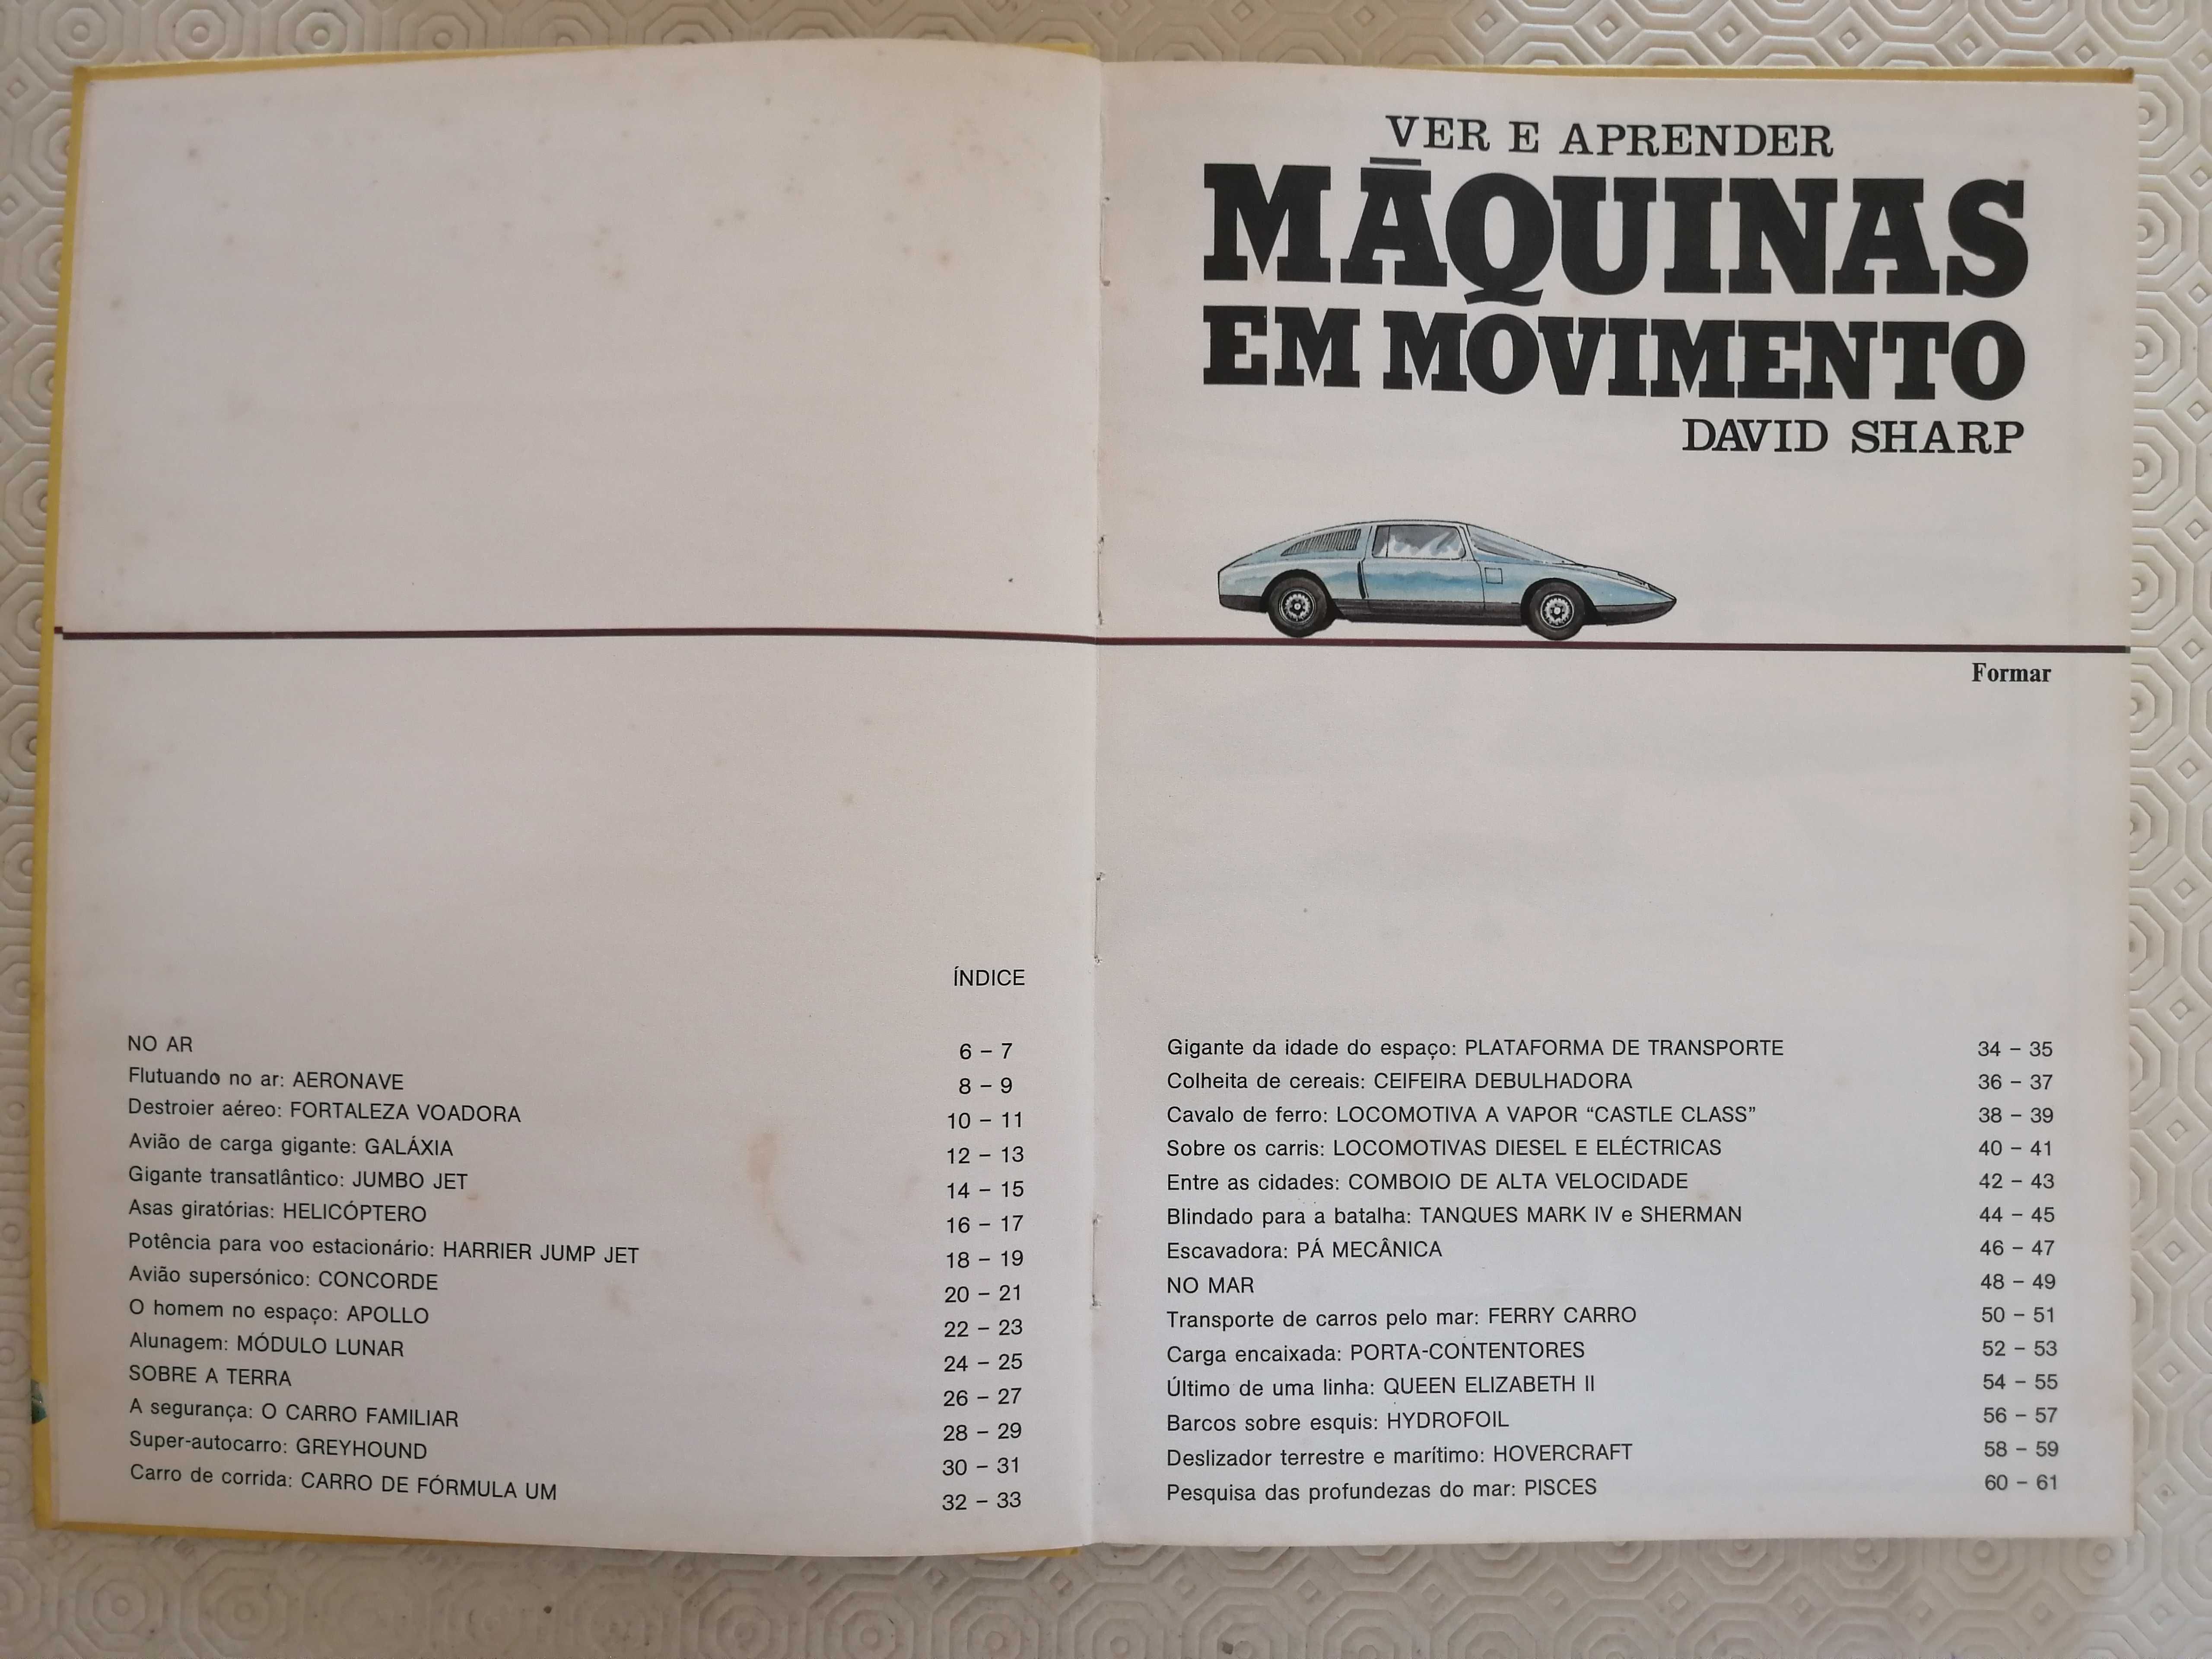 VER E APRENDER
MĀQUINAS
EM MOVIMENTO
DAVID SHARP
Formar
ÍNDICE
NO AR 6 – 7
Flutuando no ar: AERONAVE 8 – 9
Destroier aéreo: FORTALEZA VOADORA 10 – 11
Avião de carga gigante: GALÁXIA 12 – 13
Gigante transatlântico: JUMBO JET 14 – 15
Asas giratórias: HELICÓPTERO 16 – 17
Potência para voo estacionário: HARRIER JUMP JET 18 – 19
Avião supersónico: CONCORDE 20 – 21
O homem no espaço: APOLLO 22 – 23
Alunagem: MÓDULO LUNAR 24 – 25
SOBRE A TERRA 26 – 27
A segurança: O CARRO FAMILIAR 28 – 29
Super-autocarro: GREYHOUND 30 – 31
Carro de corrida: CARRO DE FÓRMULA UM 32 – 33
Gigante da idade do espaço: PLATAFORMA DE TRANSPORTE 34 – 35
Colheita de cereais: CEIFEIRA DEBULHADORA 36 – 37
Cavalo de ferro: LOCOMOTIVA A VAPOR “CASTLE CLASS” 38 – 39
Sobre os carris: LOCOMOTIVAS DIESEL E ELÉCTRICAS 40 – 41
Entre as cidades: COMBOIO DE ALTA VELOCIDADE 42 – 43
Blindado para a batalha: TANQUES MARK IV e SHERMAN 44 – 45
Escavadora: PÁ MECÂNICA 46 – 47
NO MAR 48 – 49
Transporte de carros pelo mar: FERRY CARRO 50 – 51
Carga encaixada: PORTA-CONTENTORES 52 – 53
Último de uma linha: QUEEN ELIZABETH II 54 – 55
Barcos sobre esquis: HYDROFOIL 56 – 57
Deslizador terrestre e marítimo: HOVERCRAFT 58 – 59
Pesquisa das profundezas do mar: PISCES 60 – 61